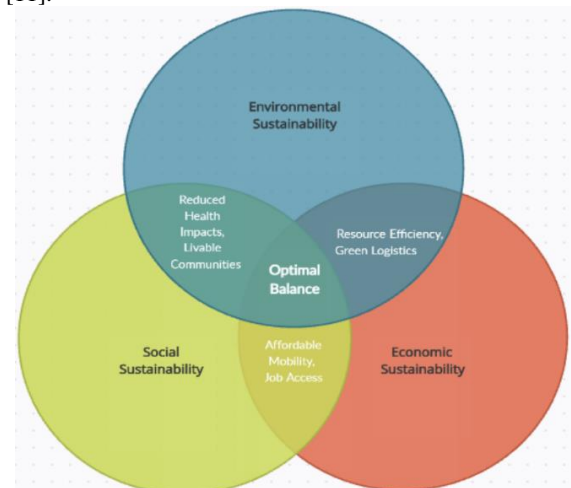 Environmental
Sustainability
Reduced
Health
Impacts,
Livable
Communities
Resource Efficiency,
Green Logistics
Optimal
Balance
Social
Sustainability
Affordable
Mobility,
Job Access
Economic
Sustainability